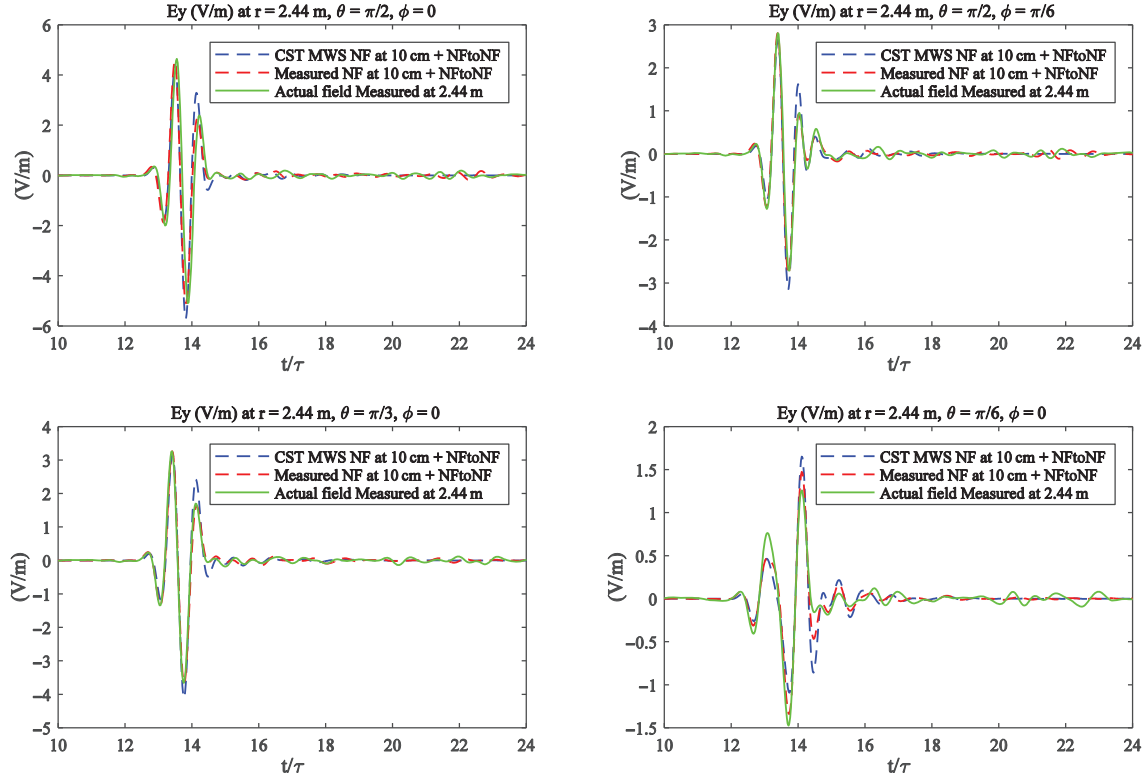 Ey (V/m) at r = 2.44 m, θ = π/2, ϕ = 0
6
4
2
0
−2
−4
−6
(V/m)
CST MWS NF at 10 cm + NFtoNF
Measured NF at 10 cm + NFtoNF
Actual field Measured at 2.44 m
10 12 14 16 18 20 22 24
t/τ
Ey (V/m) at r = 2.44 m, θ = π/2, ϕ = π/6
3
2
1
0
−1
−2
−3
−4
(V/m)
CST MWS NF at 10 cm + NFtoNF
Measured NF at 10 cm + NFtoNF
Actual field Measured at 2.44 m
10 12 14 16 18 20 22 24
t/τ
Ey (V/m) at r = 2.44 m, θ = π/3, ϕ = 0
4
3
2
1
0
−1
−2
−3
−4
−5
(V/m)
CST MWS NF at 10 cm + NFtoNF
Measured NF at 10 cm + NFtoNF
Actual field Measured at 2.44 m
10 12 14 16 18 20 22 24
t/τ
Ey (V/m) at r = 2.44 m, θ = π/6, ϕ = 0
2
1.5
1
0.5
0
−0.5
−1
−1.5
(V/m)
CST MWS NF at 10 cm + NFtoNF
Measured NF at 10 cm + NFtoNF
Actual field Measured at 2.44 m
10 12 14 16 18 20 22 24
t/τ